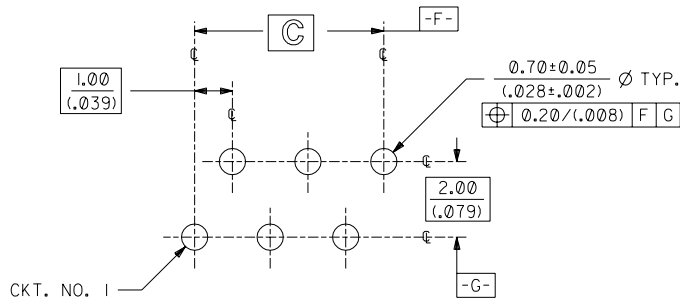 C
-F-
℄ ℄
1.00
(.039)
℄
0.70±0.05
(.028±.002) Ø TYP.
⌖ 0.20/(.008) F G
℄
2.00
(.079)
℄
CKT. NO. 1
-G-